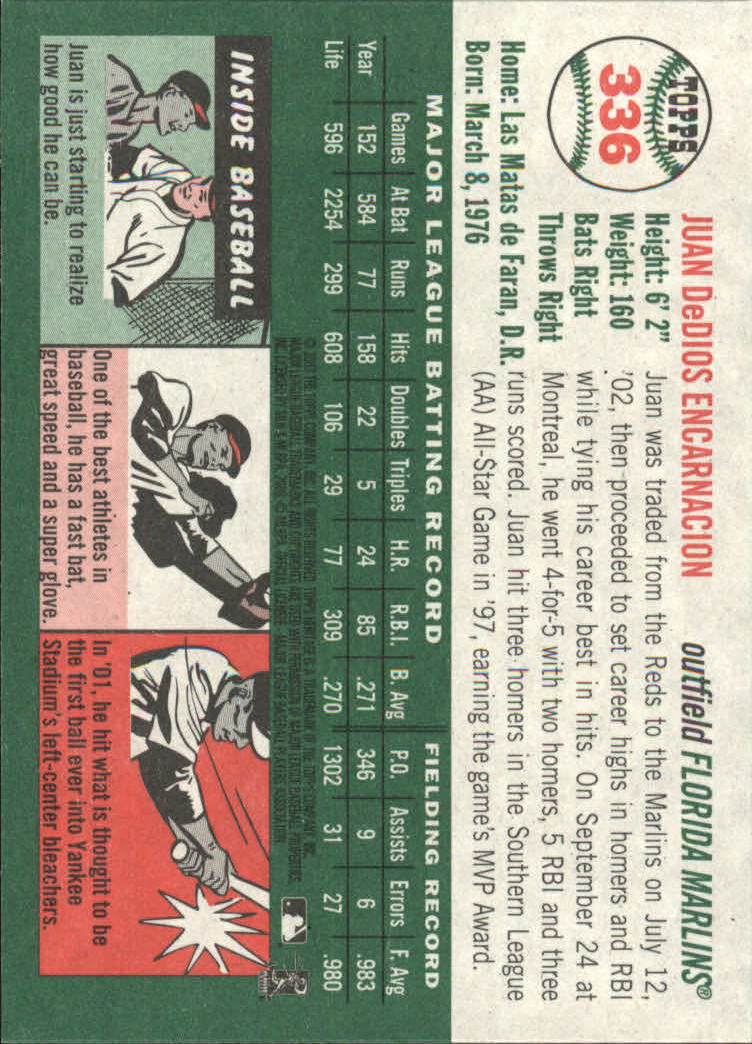 TOPPS
336
JUAN DeDIOS ENCARNACION
outfield FLORIDA MARLINS®
Height: 6' 2"
Weight: 160
Bats Right
Throws Right
Home: Las Matas de Faran, D.R.
Born: March 8, 1976
Juan was traded from the Reds to the Marlins on July 12,
'02, then proceeded to set career highs in homers and RBI
while tying his career best in hits. On September 24 at
Montreal, he went 4-for-5 with two homers, 5 RBI and three
runs scored. Juan hit three homers in the Southern League
(AA) All-Star Game in '97, earning the game's MVP Award.
MAJOR LEAGUE BATTING RECORD FIELDING RECORD
Games At Bat Runs Hits Doubles Triples H.R. R.B.I. B. Avg P.O. Assists Errors F. Avg
Year 152 584 77 158 22 5 24 85 .271 346 9 6 .983
Life 596 2254 299 608 106 29 77 309 .270 1302 31 27 .980
INSIDE BASEBALL
Juan is just starting to realize
how good he can be.
One of the best athletes in
baseball, he has a fast bat,
great speed and a super glove.
In '01, he hit what is thought to be
the first ball ever into Yankee
Stadium's left-center bleachers.